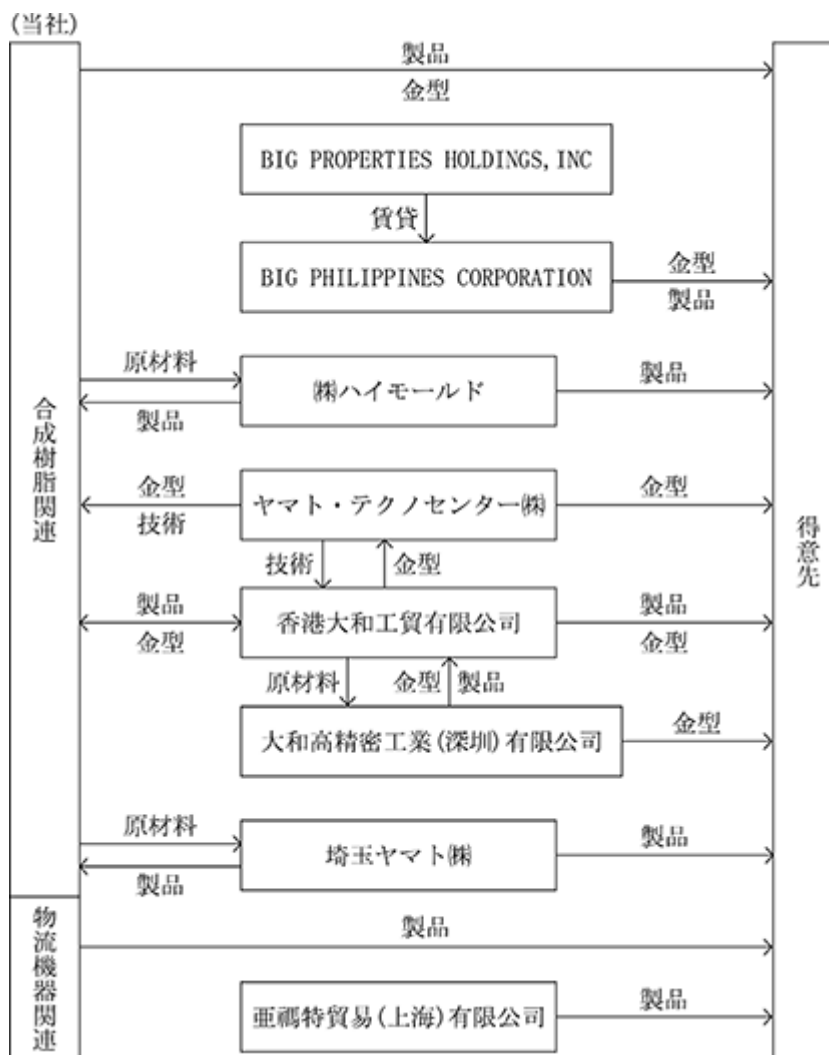 (当社)
製品
金型
BIG PROPERTIES HOLDINGS, INC
賃貸
BIG PHILIPPINES CORPORATION
金型
製品
原材料
製品
㈱ハイモールド
製品
合成樹脂関連
金型
技術
ヤマト・テクノセンター㈱
金型
技術
金型
得意先
製品
金型
香港大和工貿有限公司
製品
金型
原材料
金型
製品
大和高精密工業(深圳)有限公司
金型
原材料
製品
埼玉ヤマト㈱
製品
物流機器関連
製品
亜禡特貿易(上海)有限公司
製品